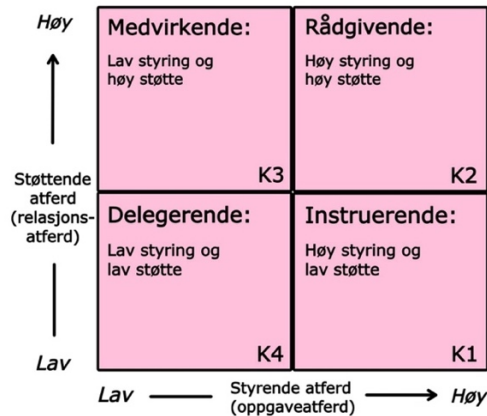 Høy
Medvirkende:
Lav styring og
høy støtte
K3
Rådgivende:
Høy styring og
høy støtte
K2
Støttende
atferd
(relasjons-
atferd)
Delegerende:
Lav styring og
lav støtte
K4
Instruerende:
Høy styring og
lav støtte
K1
Lav
Lav
Styrende atferd
(oppgaveatferd)
Høy